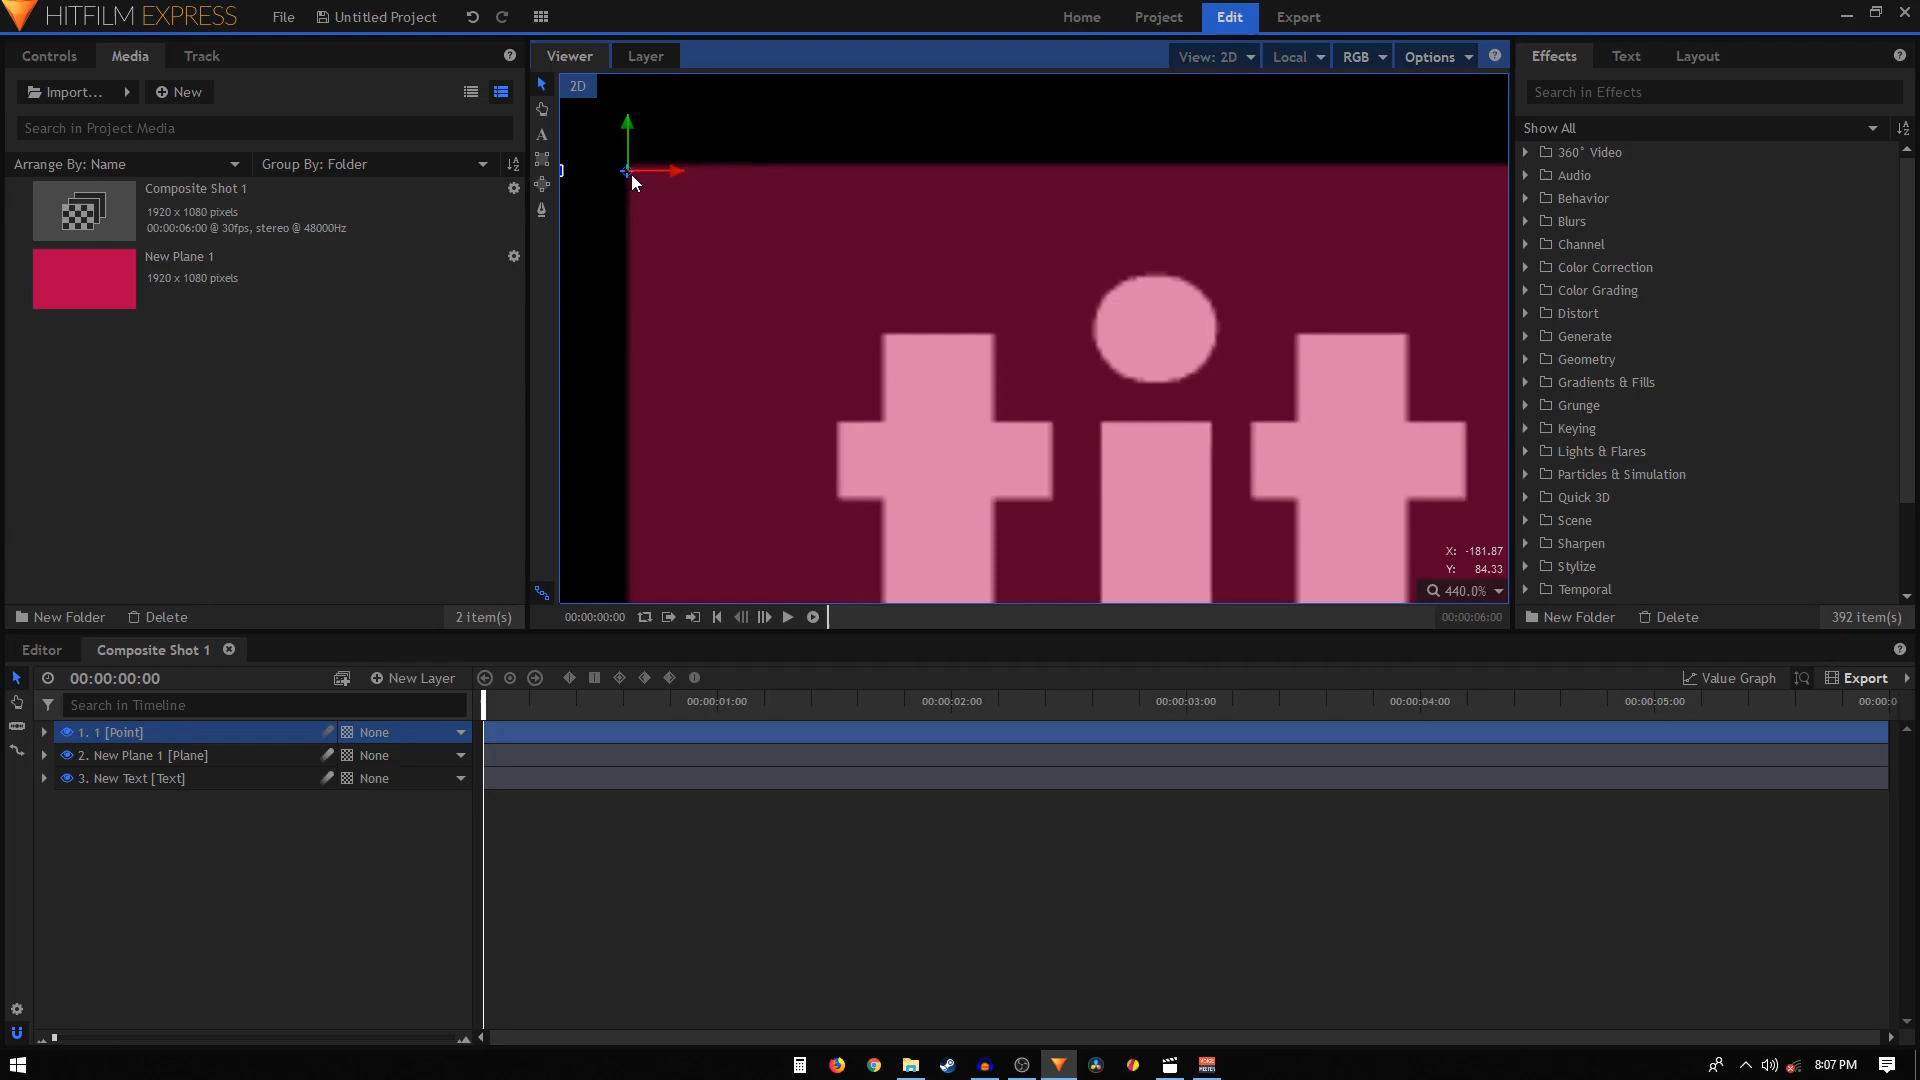 HITFILM EXPRESS File Untitled Project Home Project Edit Export
Controls Media Track Viewer Layer View: 2D Local RGB Options Effects Text Layout
Import... New 2D Search in Effects
Search in Project Media A Show All
Arrange By: Name Group By: Folder
Composite Shot 1
1920 x 1080 pixels
00:00:06:00 @ 30fps, stereo @ 48000Hz
New Plane 1
1920 x 1080 pixels
tit
X: -181.87
Y: 84.33
440.0%
360° Video
Audio
Behavior
Blurs
Channel
Color Correction
Color Grading
Distort
Generate
Geometry
Gradients & Fills
Grunge
Keying
Lights & Flares
Particles & Simulation
Quick 3D
Scene
Sharpen
Stylize
Temporal
New Folder Delete 2 item(s) 00:00:00:00 00:00:06:00 New Folder Delete 392 item(s)
Editor Composite Shot 1
00:00:00:00 New Layer Value Graph Export
Search in Timeline 00:00:01:00 00:00:02:00 00:00:03:00 00:00:04:00 00:00:05:00 00:00:0
1. 1 [Point] None
2. New Plane 1 [Plane] None
3. New Text [Text] None
8:07 PM